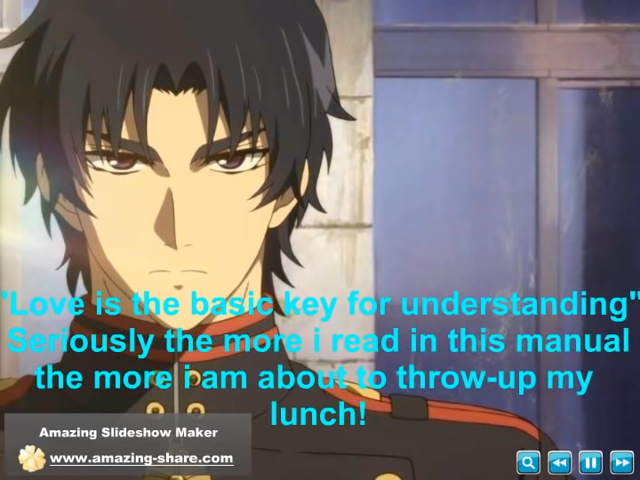 "Love is the basic key for understanding"
Seriously the more i read in this manual
the more i am about to throw-up my
lunch!
Amazing Slideshow Maker
www.amazing-share.com